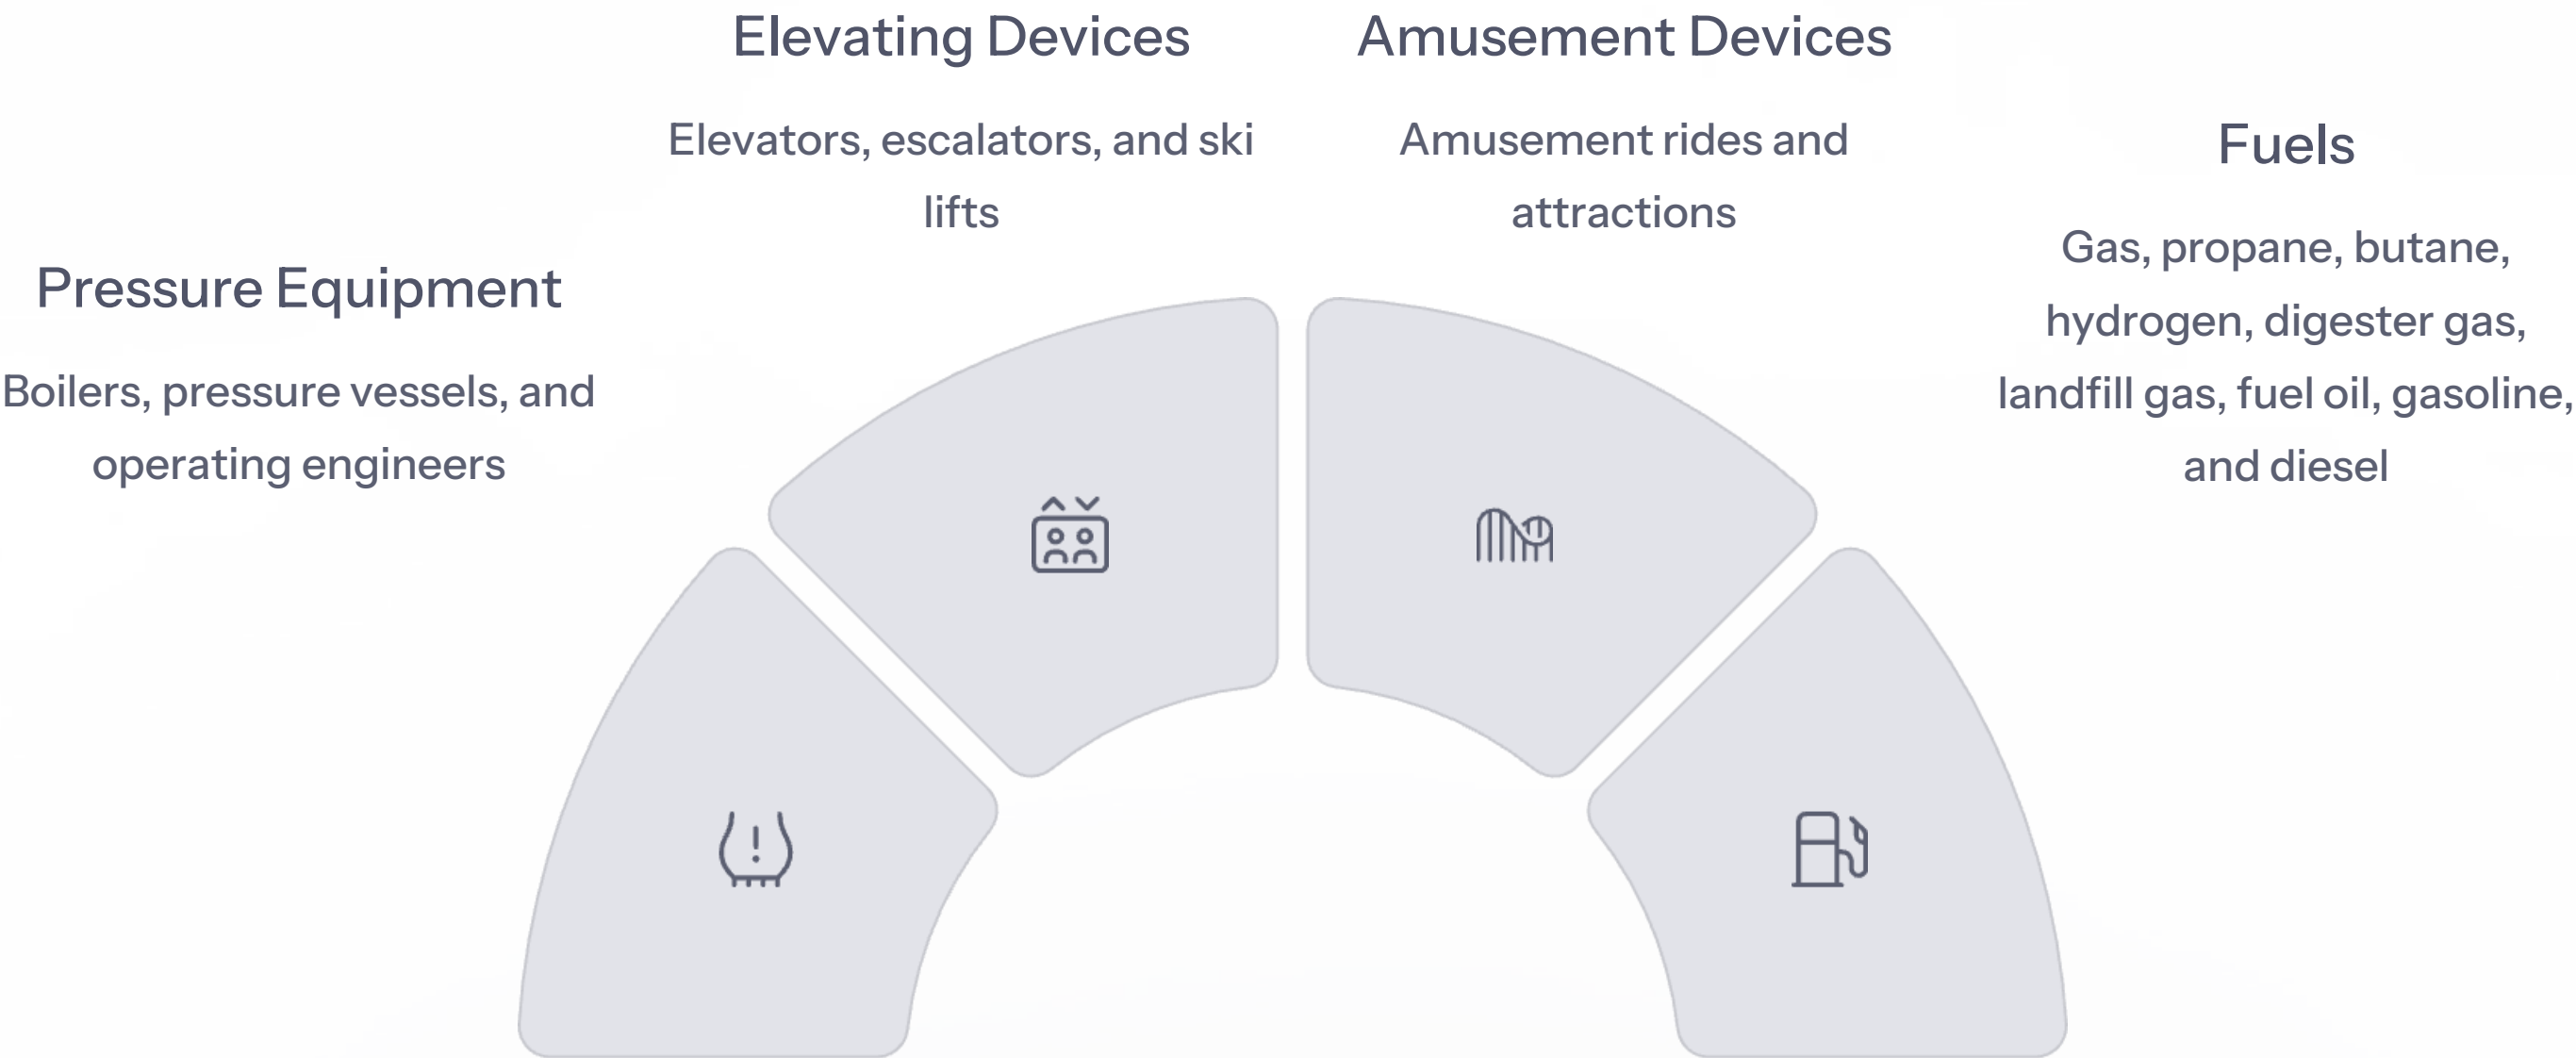 Pressure Equipment
Boilers, pressure vessels, and
operating engineers
Elevating Devices
Elevators, escalators, and ski
lifts
Amusement Devices
Amusement rides and
attractions
Fuels
Gas, propane, butane,
hydrogen, digester gas,
landfill gas, fuel oil, gasoline,
and diesel